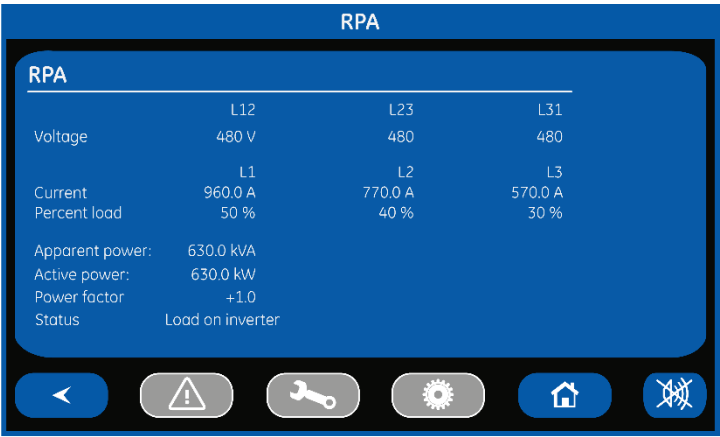 RPA
RPA
L12 L23 L31
Voltage 480 V 480 480
L1 L2 L3
Current 960.0 A 770.0 A 570.0 A
Percent load 50 % 40 % 30 %
Apparent power: 630.0 kVA
Active power: 630.0 kW
Power factor +1.0
Status Load on inverter